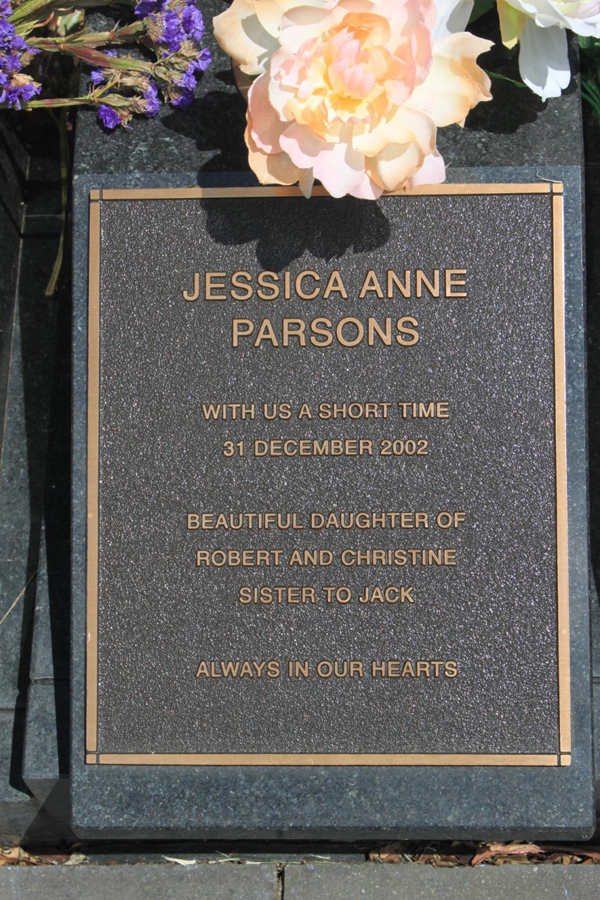 JESSICA ANNE
PARSONS
WITH US A SHORT TIME
31 DECEMBER 2002
BEAUTIFUL DAUGHTER OF
ROBERT AND CHRISTINE
SISTER TO JACK
ALWAYS IN OUR HEARTS